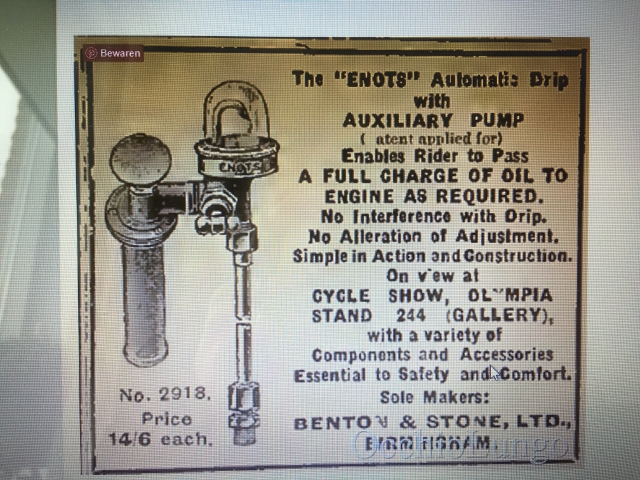 Bewaren
The "ENOTS" Automatic Drip
with
AUXILIARY PUMP
( atent applied for)
Enables Rider to Pass
A FULL CHARGE OF OIL TO
ENGINE AS REQUIRED.
No Interference with Drip.
No Alteration of Adjustment.
Simple in Action and Construction.
On view at
CYCLE SHOW, OLYMPIA
STAND 244 (GALLERY),
with a variety of
Components and Accessories
Essential to Safety and Comfort.
Sole Makers:
BENTON & STONE, LTD.,
BIRMINGHAM
ENOTS
No. 2918.
Price
14/6 each.